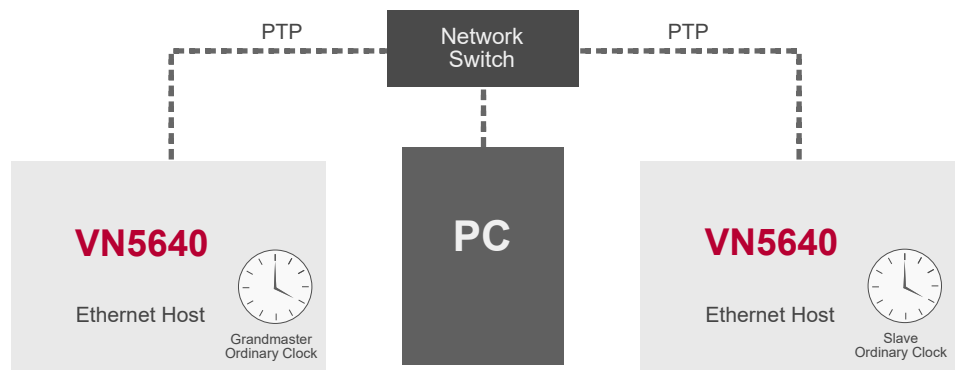 PTP
Network
Switch
PTP
VN5640
Ethernet Host
Grandmaster
Ordinary Clock
PC
VN5640
Ethernet Host
Slave
Ordinary Clock